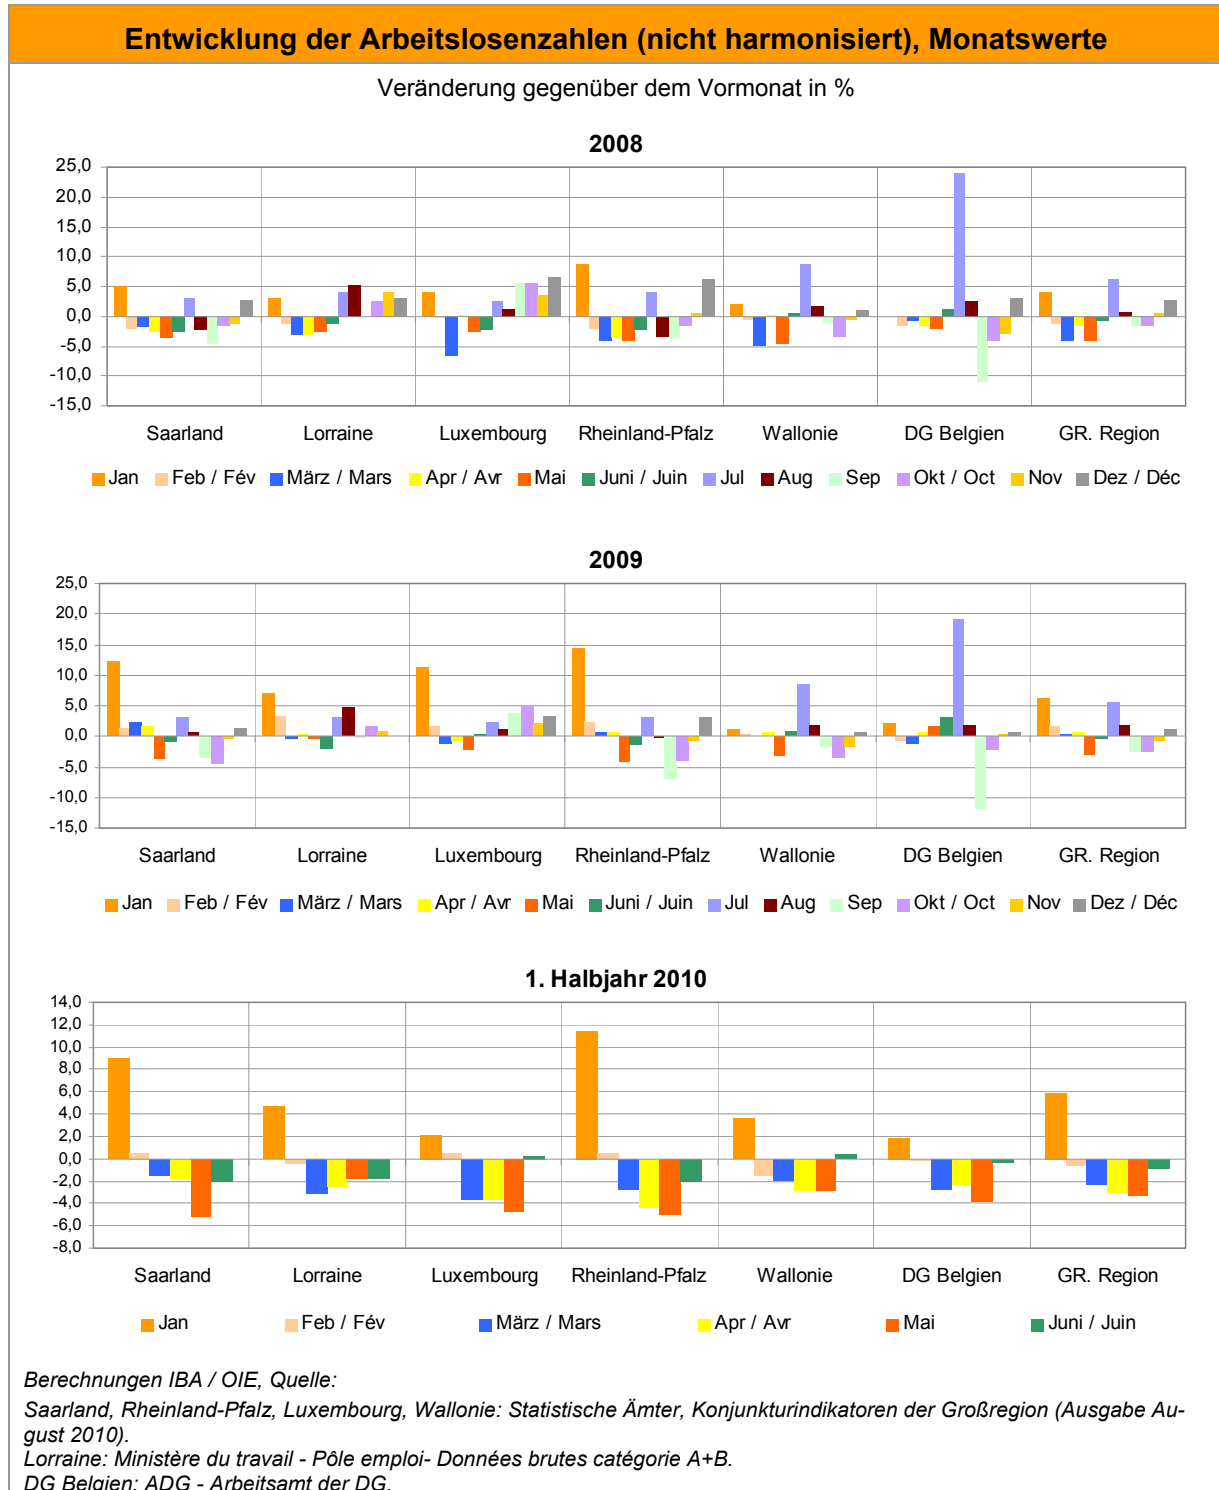 Entwicklung der Arbeitslosenzahlen (nicht harmonisiert), Monatswerte
Veränderung gegenüber dem Vormonat in %
2008
25,0
20,0
15,0
10,0
5,0
0,0
-5,0
-10,0
-15,0
Saarland Lorraine Luxembourg Rheinland-Pfalz Wallonie DG Belgien GR. Region
Jan Feb / Fév März / Mars Apr / Avr Mai Juni / Juin Jul Aug Sep Okt / Oct Nov Dez / Déc
2009
25,0
20,0
15,0
10,0
5,0
0,0
-5,0
-10,0
-15,0
Saarland Lorraine Luxembourg Rheinland-Pfalz Wallonie DG Belgien GR. Region
Jan Feb / Fév März / Mars Apr / Avr Mai Juni / Juin Jul Aug Sep Okt / Oct Nov Dez / Déc
1. Halbjahr 2010
14,0
12,0
10,0
8,0
6,0
4,0
2,0
0,0
-2,0
-4,0
-6,0
-8,0
Saarland Lorraine Luxembourg Rheinland-Pfalz Wallonie DG Belgien GR. Region
Jan Feb / Fév März / Mars Apr / Avr Mai Juni / Juin
Berechnungen IBA / OIE, Quelle:
Saarland, Rheinland-Pfalz, Luxembourg, Wallonie: Statistische Ämter, Konjunkturindikatoren der Großregion (Ausgabe Au-
gust 2010).
Lorraine: Ministère du travail - Pôle emploi- Données brutes catégorie A+B.
DG Belgien: ADG - Arbeitsamt der DG.